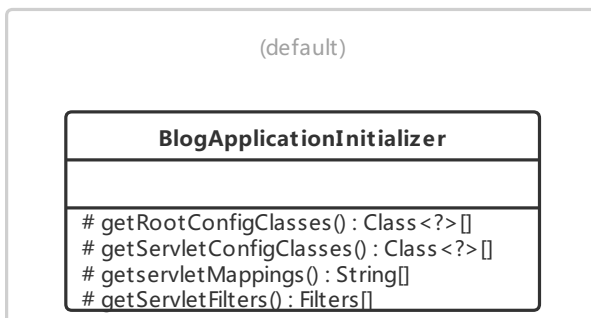 (default)
BlogApplicationInitializer
# getRootConfigClasses() : Class<?>[]
# getServletConfigClasses() : Class<?>[]
# getservletMappings() : String[]
# getServletFilters() : Filters[]